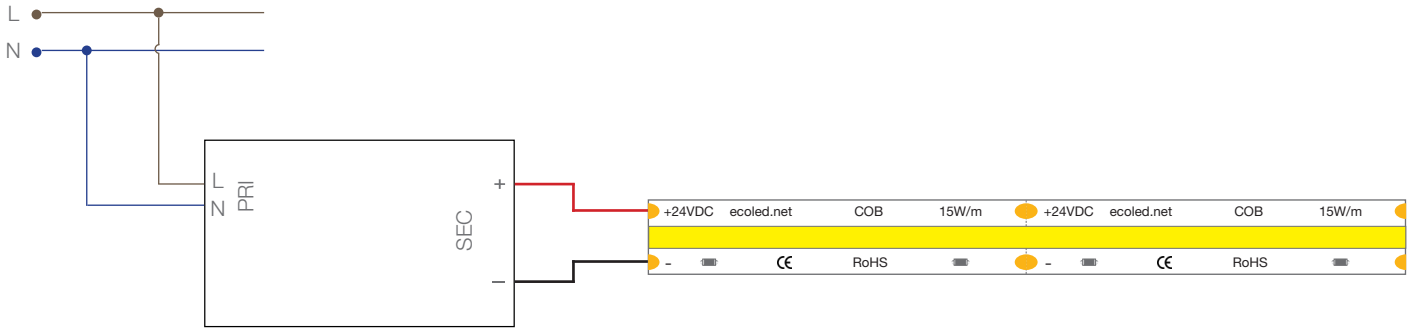 L
N
L
N
PRI
+
SEC
–
+24VDC ecoled.net COB 15W/m +24VDC ecoled.net COB 15W/m
- CE RoHS - CE RoHS